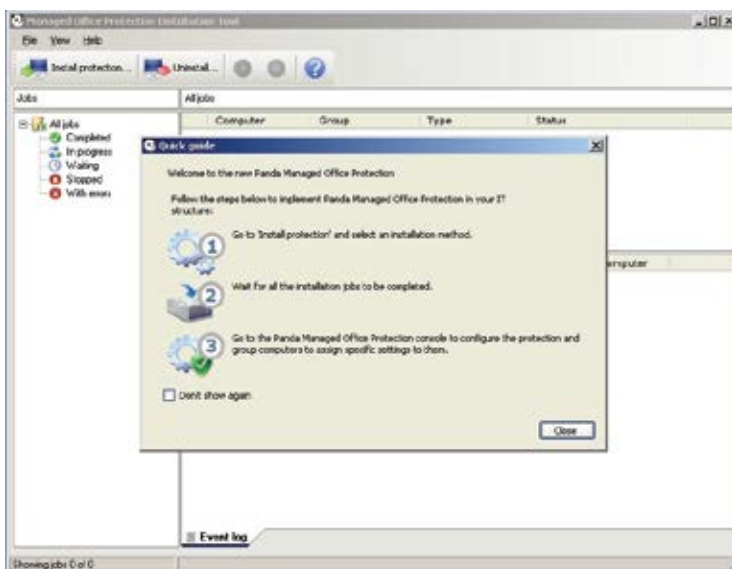 Managed Office Protection Distribution Tool
File View Help
Install protection... Uninstall...
Jobs
All jobs
All jobs
Completed
In progress
Waiting
Stopped
With errors
Computer Group Type Status
Quick guide
Welcome to the new Panda Managed Office Protection
Follow the steps below to implement Panda Managed Office Protection in your IT
structure:
1 Go to 'Install protection' and select an installation method.
2 Wait for all the installation jobs to be completed.
3 Go to the Panda Managed Office Protection console to configure the protection and
group computers to assign specific settings to them.
Don't show again
Close
omputer
Event log
Showing jobs 0 of 0